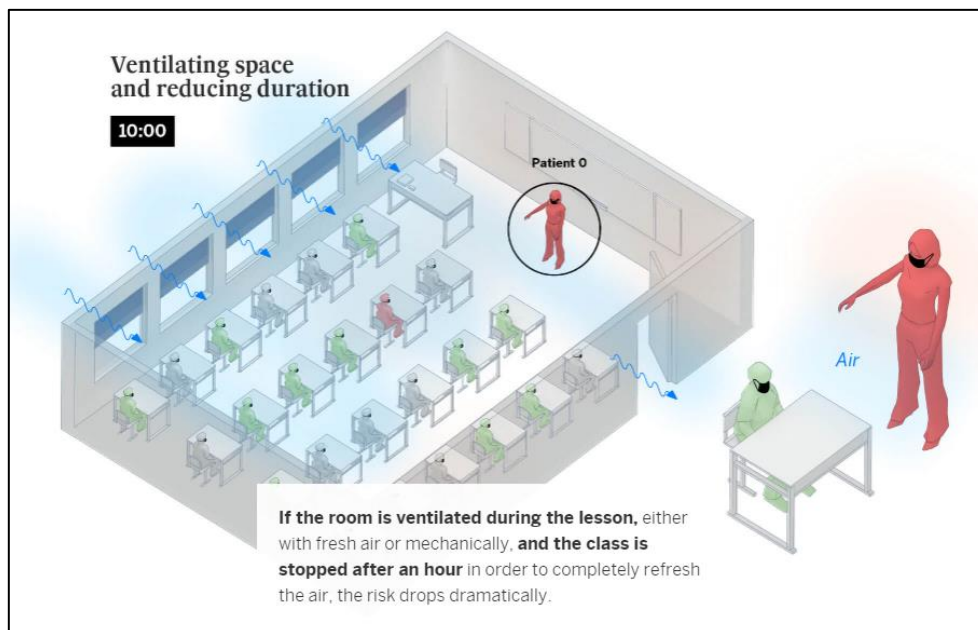 Ventilating space
and reducing duration
10:00
Patient 0
Air
If the room is ventilated during the lesson, either
with fresh air or mechanically, and the class is
stopped after an hour in order to completely refresh
the air, the risk drops dramatically.